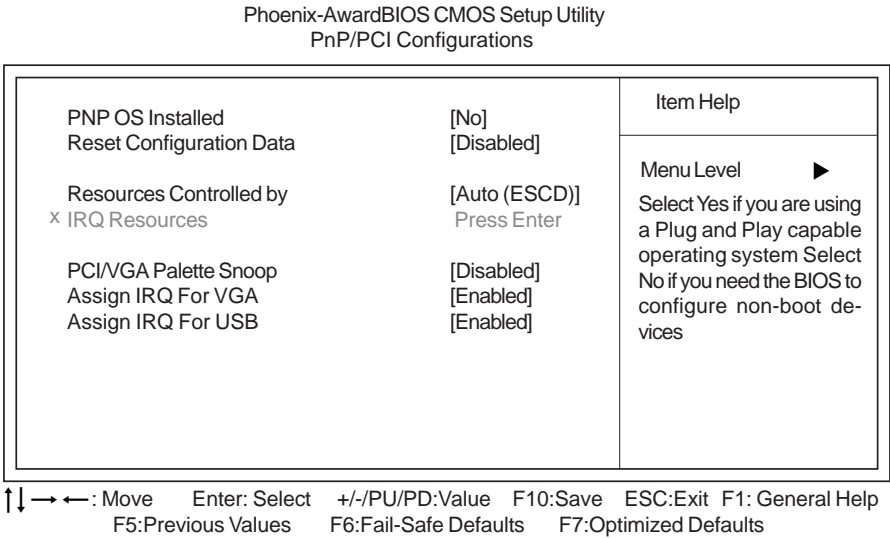 Phoenix-AwardBIOS CMOS Setup Utility
PnP/PCI Configurations
PNP OS Installed [No]
Reset Configuration Data [Disabled]
Resources Controlled by [Auto (ESCD)]
x IRQ Resources Press Enter
PCI/VGA Palette Snoop [Disabled]
Assign IRQ For VGA [Enabled]
Assign IRQ For USB [Enabled]
Item Help
Menu Level ▶
Select Yes if you are using
a Plug and Play capable
operating system Select
No if you need the BIOS to
configure non-boot de-
vices
↑↓→←: Move Enter: Select +/-/PU/PD:Value F10:Save ESC:Exit F1: General Help
F5:Previous Values F6:Fail-Safe Defaults F7:Optimized Defaults